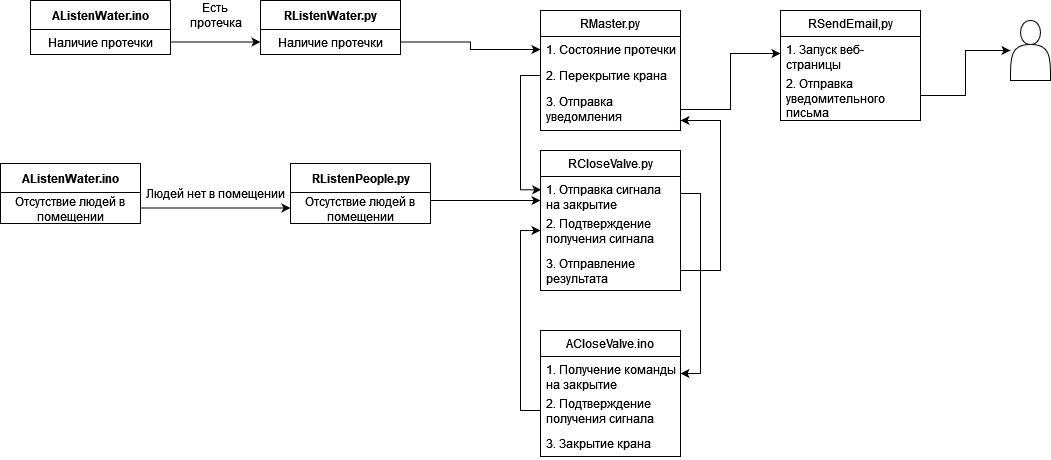 AListenWater.ino
Наличие протечки
Есть
протечка
RListenWater.py
Наличие протечки
RMaster.py
1. Состояние протечки
2. Перекрытие крана
3. Отправка
уведомления
RSendEmail,py
1. Запуск веб-
страницы
2. Отправка
уведомительного
письма
AListenWater.ino
Отсутствие людей в
помещении
Людей нет в помещении
RListenPeople.py
Отсутствие людей в
помещении
RCloseValve.py
1. Отправка сигнала
на закрытие
2. Подтверждение
получения сигнала
3. Отправление
результата
ACloseValve.ino
1. Получение команды
на закрытие
2. Подтверждение
получения сигнала
3. Закрытие крана